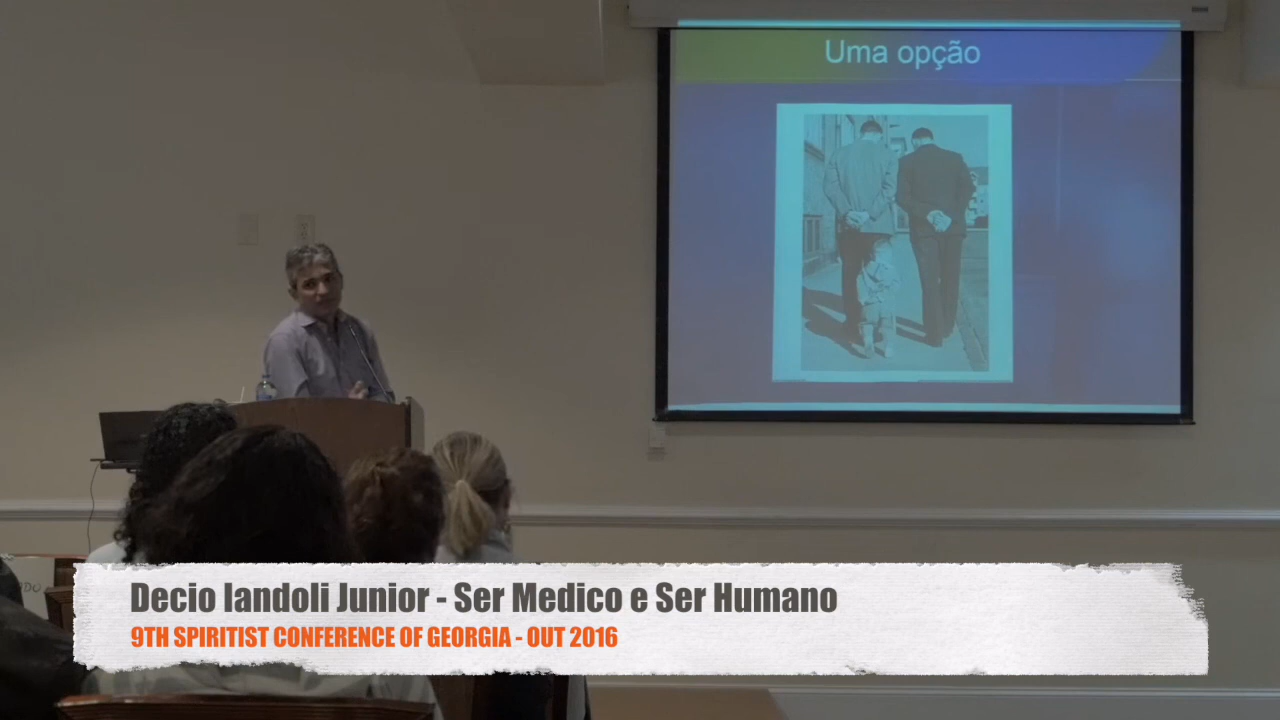 Uma opção
Decio Iandoli Junior - Ser Medico e Ser Humano
9TH SPIRITIST CONFERENCE OF GEORGIA - OUT 2016